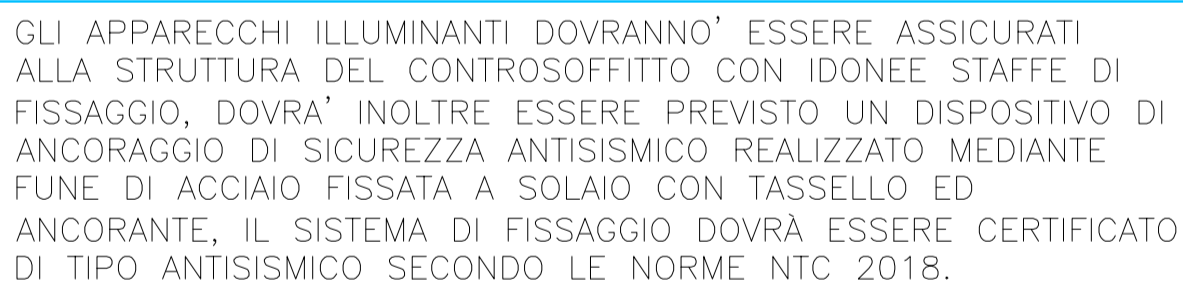 GLI APPARECCHI ILLUMINANTI DOVRANNO' ESSERE ASSICURATI
ALLA STRUTTURA DEL CONTROSOFFITTO CON IDONEE STAFFE DI
FISSAGGIO, DOVRA' INOLTRE ESSERE PREVISTO UN DISPOSITIVO DI
ANCORAGGIO DI SICUREZZA ANTISISMICO REALIZZATO MEDIANTE
FUNE DI ACCIAIO FISSATA A SOLAIO CON TASSELLO ED
ANCORANTE, IL SISTEMA DI FISSAGGIO DOVRÀ ESSERE CERTIFICATO
DI TIPO ANTISISMICO SECONDO LE NORME NTC 2018.